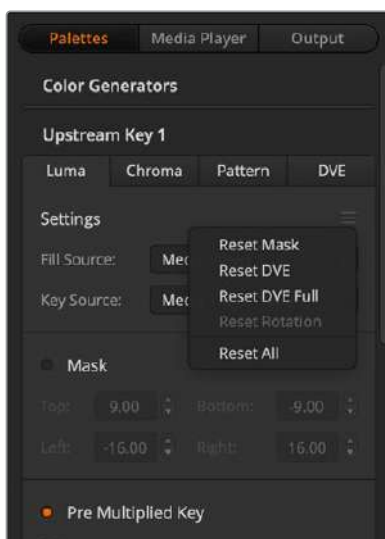 Palettes Media Player Output
Color Generators
Upstream Key 1
Luma Chroma Pattern DVE
Settings
Reset Mask
Reset DVE
Reset DVE Full
Reset Rotation
Reset All
Fill Source: Med
Key Source: Med
Mask
Top: 9.00 Bottom: -9.00
Left: -16.00 Right: 16.00
Pre Multiplied Key